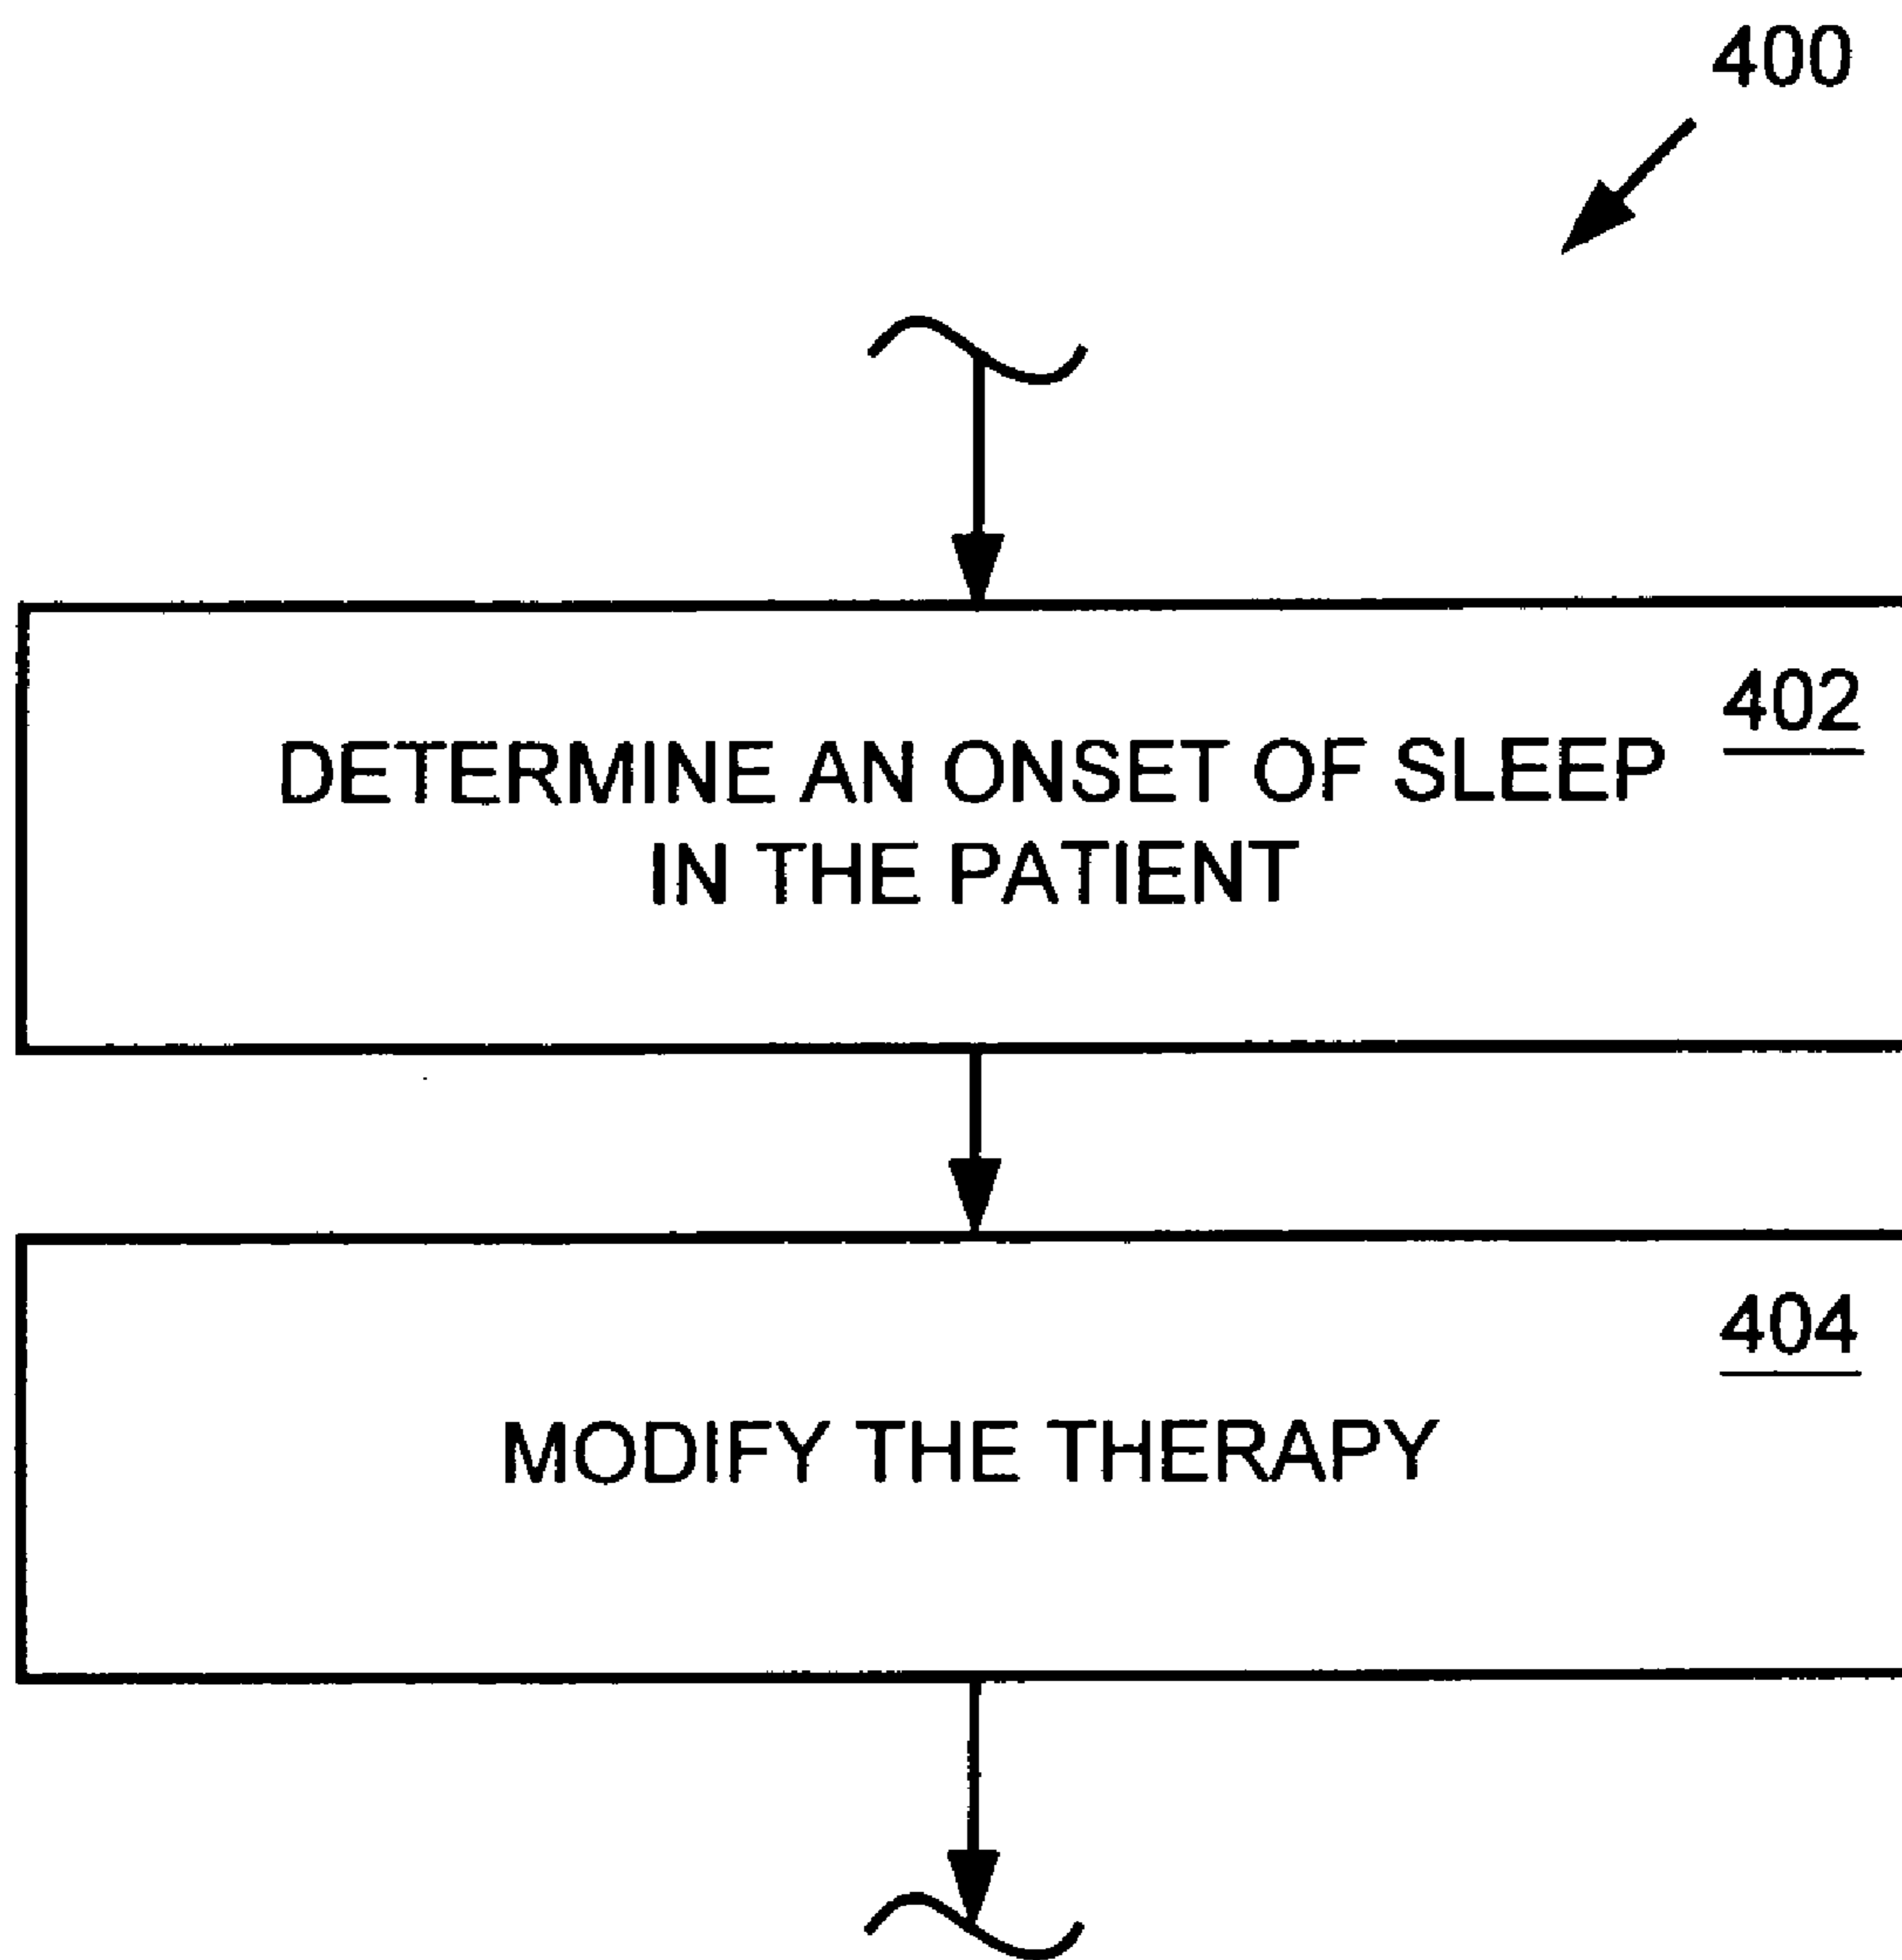 400
402
DETERMINE AN ONSET OF SLEEP
IN THE PATIENT
404
MODIFY THE THERAPY